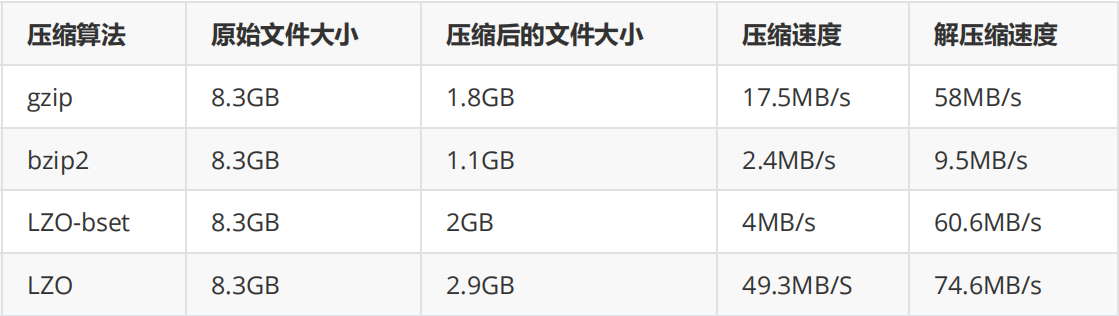 压缩算法 原始文件大小 压缩后的文件大小 压缩速度 解压缩速度
gzip 8.3GB 1.8GB 17.5MB/s 58MB/s
bzip2 8.3GB 1.1GB 2.4MB/s 9.5MB/s
LZO-bset 8.3GB 2GB 4MB/s 60.6MB/s
LZO 8.3GB 2.9GB 49.3MB/S 74.6MB/s